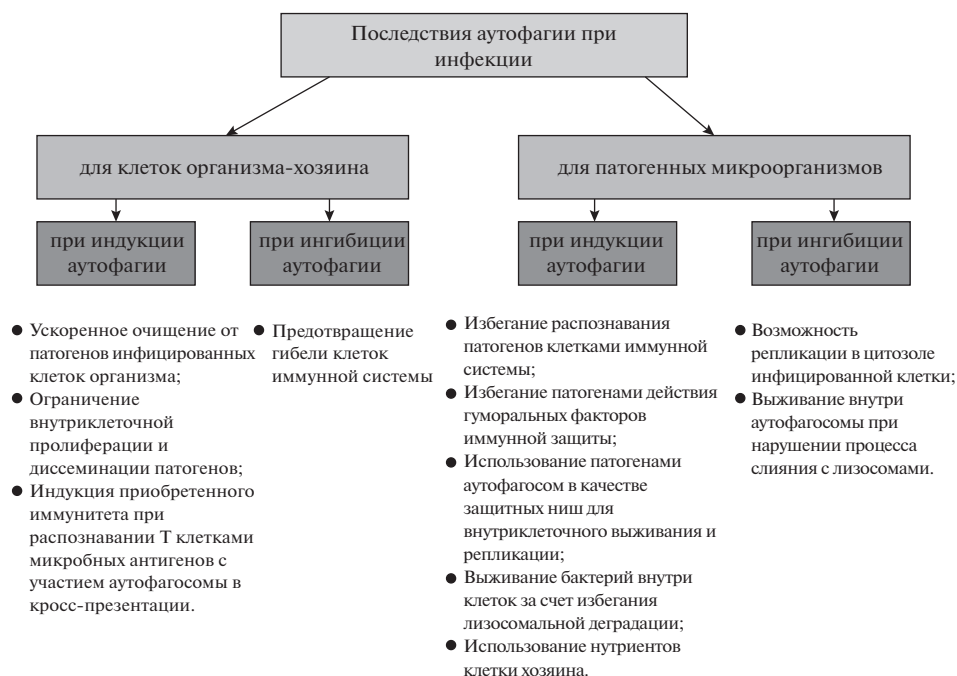 Последствия аутофагии при
инфекции
для клеток организма-хозяина
для патогенных микроорганизмов
при индукции
аутофагии
при ингибиции
аутофагии
при индукции
аутофагии
при ингибиции
аутофагии
● Ускоренное очищение от
патогенов инфицированных
клеток организма;
● Ограничение
внутриклеточной
пролиферации и
диссеминации патогенов;
● Индукция приобретенного
иммунитета при
распознавании Т клетками
микробных антигенов с
участием аутофагосомы в
кросс-презентации.
● Предотвращение
гибели клеток
иммунной системы
● Избегание распознавания
патогенов клетками иммунной
системы;
● Избегание патогенами действия
гуморальных факторов
иммунной защиты;
● Использование патогенами
аутофагосом в качестве
защитных ниш для
внутриклеточного выживания и
репликации;
● Выживание бактерий внутри
клеток за счет избегания
лизосомальной деградации;
● Использование нутриентов
клетки хозяина.
● Возможность
репликации в цитозоле
инфицированной клетки;
● Выживание внутри
аутофагосомы при
нарушении процесса
слияния с лизосомами.